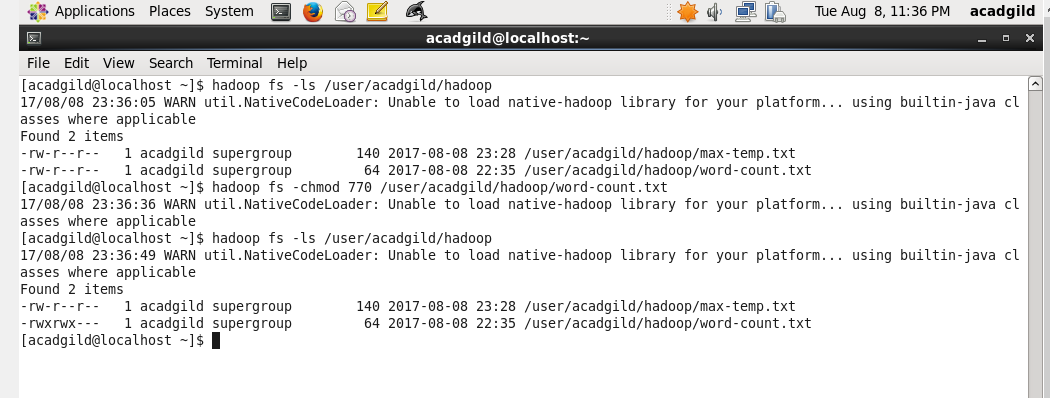 Applications Places System Tue Aug 8, 11:36 PM acadgild
acadgild@localhost:~
File Edit View Search Terminal Help
[acadgild@localhost ~]$ hadoop fs -ls /user/acadgild/hadoop
17/08/08 23:36:05 WARN util.NativeCodeLoader: Unable to load native-hadoop library for your platform... using builtin-java cl
asses where applicable
Found 2 items
-rw-r--r--   1 acadgild supergroup        140 2017-08-08 23:28 /user/acadgild/hadoop/max-temp.txt
-rw-r--r--   1 acadgild supergroup         64 2017-08-08 22:35 /user/acadgild/hadoop/word-count.txt
[acadgild@localhost ~]$ hadoop fs -chmod 770 /user/acadgild/hadoop/word-count.txt
17/08/08 23:36:36 WARN util.NativeCodeLoader: Unable to load native-hadoop library for your platform... using builtin-java cl
asses where applicable
[acadgild@localhost ~]$ hadoop fs -ls /user/acadgild/hadoop
17/08/08 23:36:49 WARN util.NativeCodeLoader: Unable to load native-hadoop library for your platform... using builtin-java cl
asses where applicable
Found 2 items
-rw-r--r--   1 acadgild supergroup        140 2017-08-08 23:28 /user/acadgild/hadoop/max-temp.txt
-rwxrwx---   1 acadgild supergroup         64 2017-08-08 22:35 /user/acadgild/hadoop/word-count.txt
[acadgild@localhost ~]$